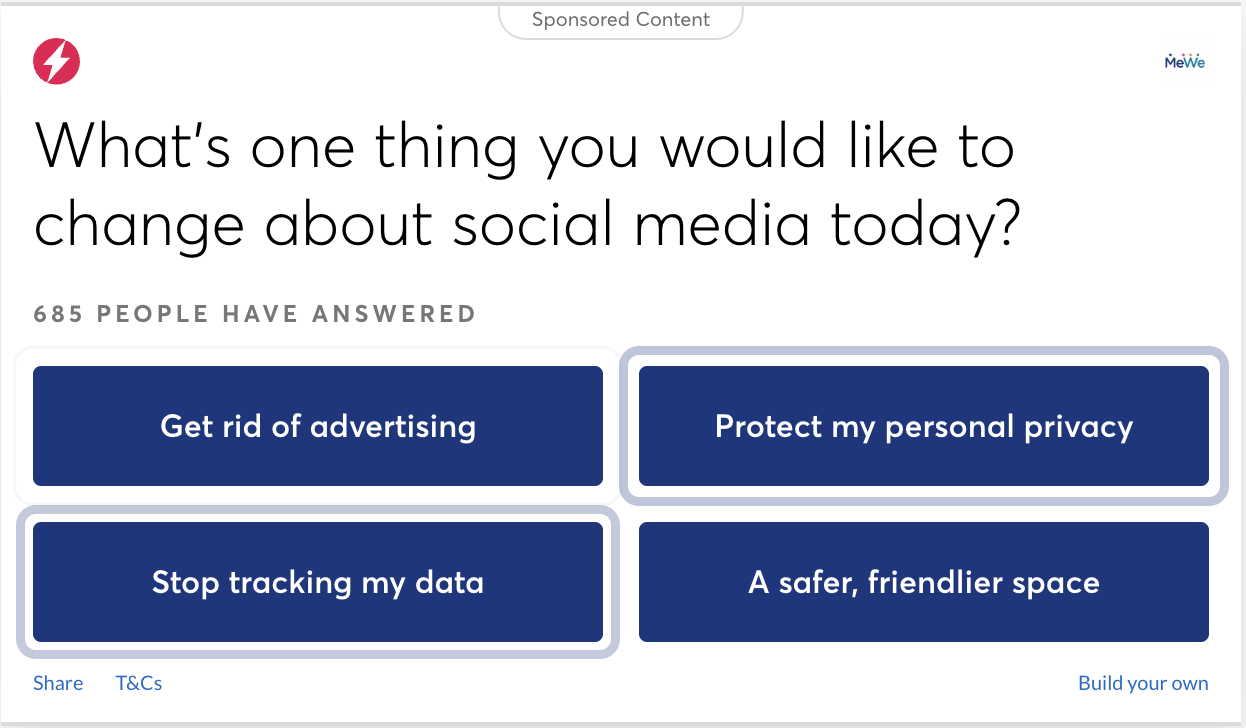 Sponsored Content
MeWe
What's one thing you would like to
change about social media today?
685 PEOPLE HAVE ANSWERED
Get rid of advertising
Protect my personal privacy
Stop tracking my data
A safer, friendlier space
Share
T&Cs
Build your own